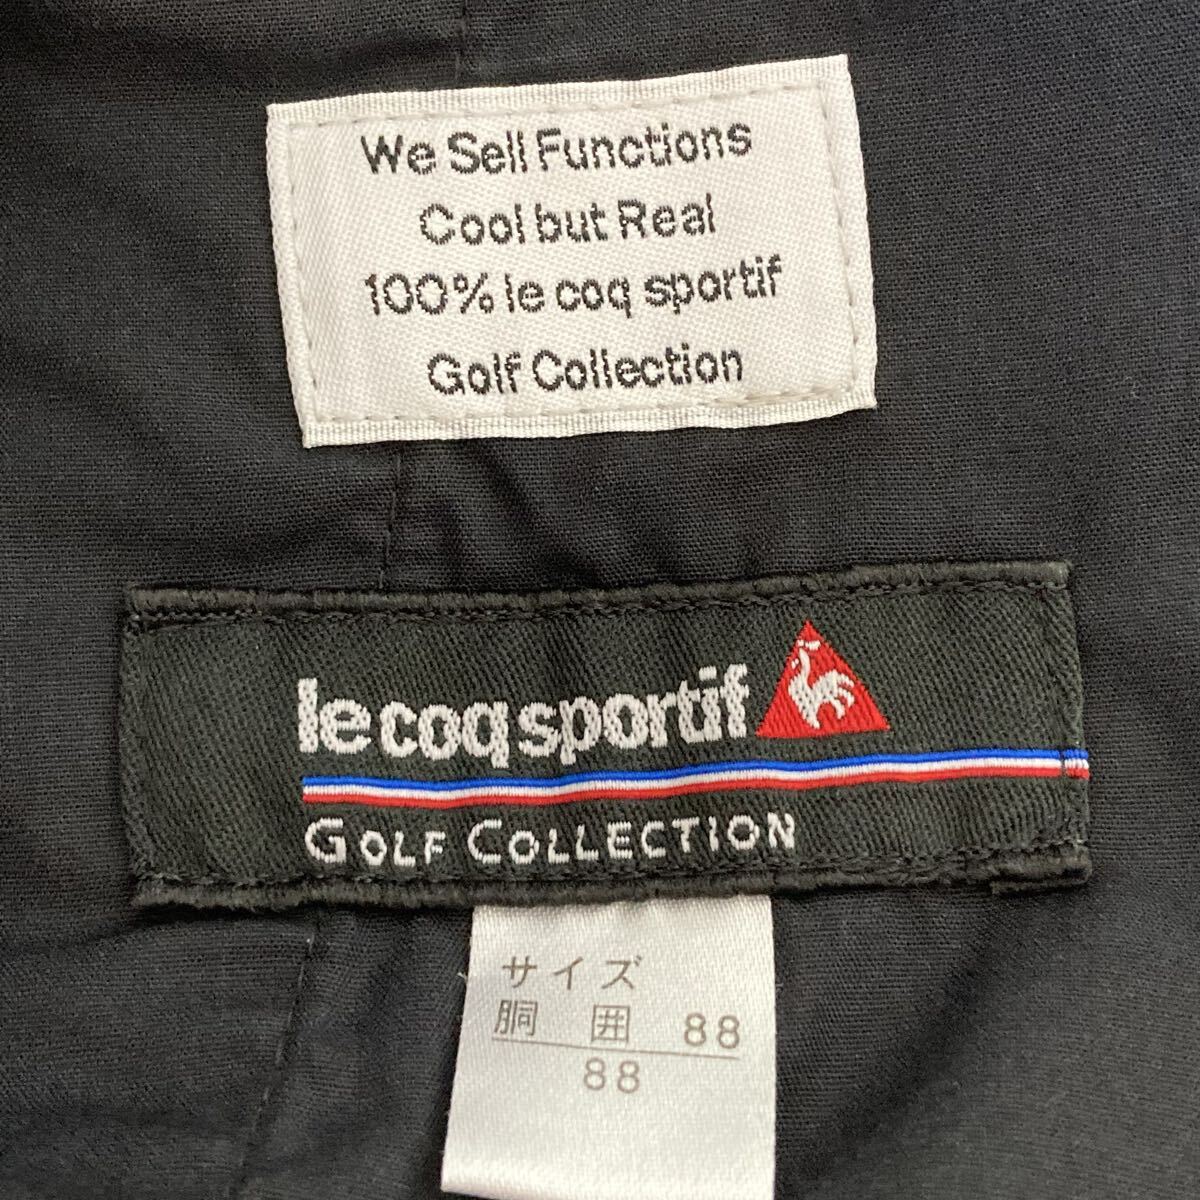 We Sell Functions
Cool but Real
100% le coq sportif
Golf Collection
le coq sportif
GOLF COLLECTION
サイズ
胴 囲 88
88